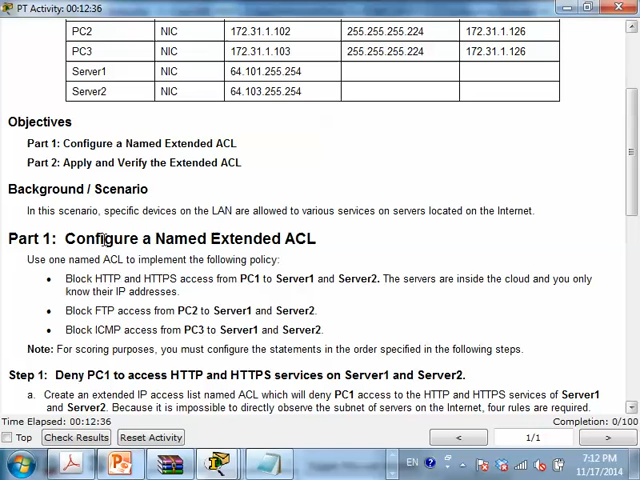 PT Activity: 00:12:36
PC2 NIC 172.31.1.102 255.255.255.224 172.31.1.126
PC3 NIC 172.31.1.103 255.255.255.224 172.31.1.126
Server1 NIC 64.101.255.254
Server2 NIC 64.103.255.254
Objectives
Part 1: Configure a Named Extended ACL
Part 2: Apply and Verify the Extended ACL
Background / Scenario
In this scenario, specific devices on the LAN are allowed to various services on servers located on the Internet.
Part 1: Configure a Named Extended ACL
Use one named ACL to implement the following policy:
• Block HTTP and HTTPS access from PC1 to Server1 and Server2. The servers are inside the cloud and you only
know their IP addresses.
• Block FTP access from PC2 to Server1 and Server2.
• Block ICMP access from PC3 to Server1 and Server2.
Note: For scoring purposes, you must configure the statements in the order specified in the following steps.
Step 1: Deny PC1 to access HTTP and HTTPS services on Server1 and Server2.
a. Create an extended IP access list named ACL which will deny PC1 access to the HTTP and HTTPS services of Server1
and Server2. Because it is impossible to directly observe the subnet of servers on the Internet, four rules are required.
Time Elapsed: 00:12:36 Completion: 0/100
Top Check Results Reset Activity < 1/1 >
EN 7:12 PM
11/17/2014